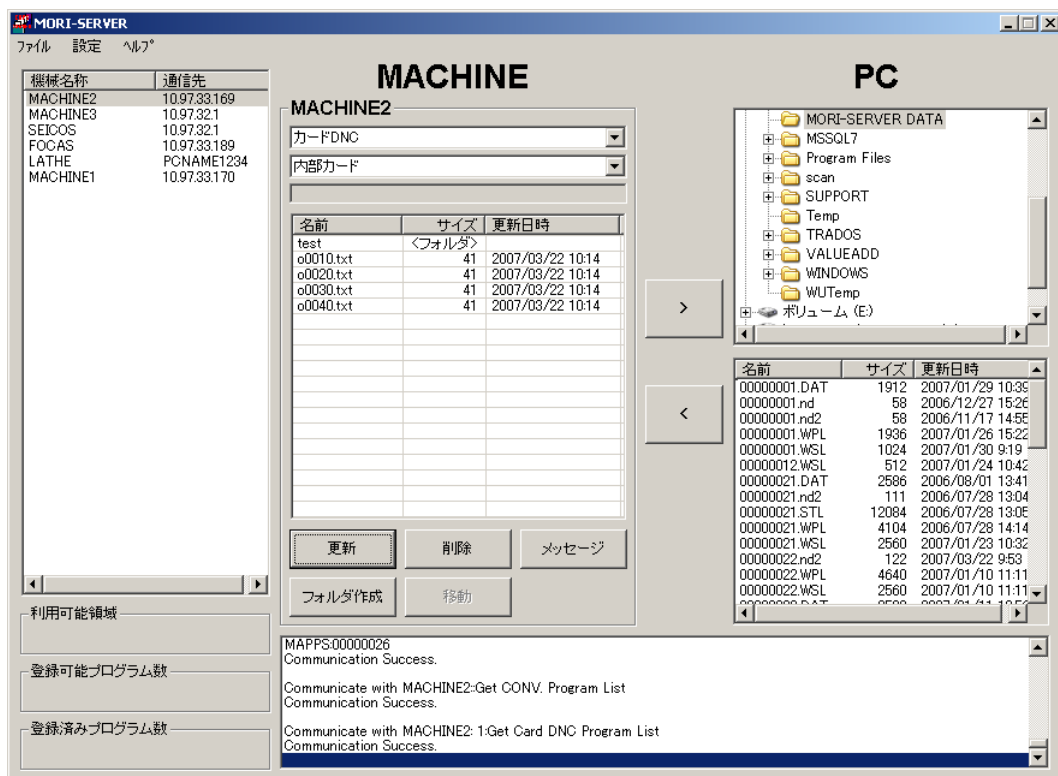 MORI-SERVER
ﾌｧｲﾙ 設定 ﾍﾙﾌﾟ
機械名称 通信先
MACHINE2 10.97.33.169
MACHINE3 10.97.32.1
SEICOS 10.97.32.1
FOCAS 10.97.33.189
LATHE PCNAME1234
MACHINE1 10.97.33.170
利用可能領域
登録可能プログラム数
登録済みプログラム数
MACHINE
MACHINE2
カードDNC
内部カード
名前 サイズ 更新日時
test <フォルダ>
o0010.txt 41 2007/03/22 10:14
o0020.txt 41 2007/03/22 10:14
o0030.txt 41 2007/03/22 10:14
o0040.txt 41 2007/03/22 10:14
更新 削除 メッセージ
フォルダ作成 移動
>
<
PC
MORI-SERVER DATA
MSSQL7
Program Files
scan
SUPPORT
Temp
TRADOS
VALUEADD
WINDOWS
WUTemp
ボリューム (E:)
名前 サイズ 更新日時
00000001.DAT 1912 2007/01/29 10:39
00000001.nd 58 2006/12/27 15:26
00000001.nd2 58 2006/11/17 14:55
00000001.WPL 1936 2007/01/26 15:22
00000001.WSL 1024 2007/01/30 9:19
00000012.WSL 512 2007/01/24 10:42
00000021.DAT 2586 2006/08/01 13:41
00000021.nd2 111 2006/07/28 13:04
00000021.STL 12084 2006/07/28 13:05
00000021.WPL 4104 2006/07/28 14:14
00000021.WSL 2560 2007/01/23 10:32
00000022.nd2 122 2007/03/22 9:53
00000022.WPL 4640 2007/01/10 11:11
00000022.WSL 2560 2007/01/10 11:11
MAPPS:00000026
Communication Success.
Communicate with MACHINE2::Get CONV. Program List
Communication Success.
Communicate with MACHINE2: 1:Get Card DNC Program List
Communication Success.